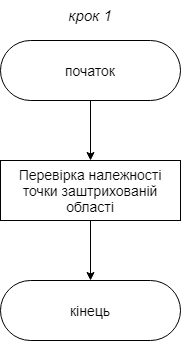 крок 1
початок
Перевірка належності
точки заштрихованій
області
кінець